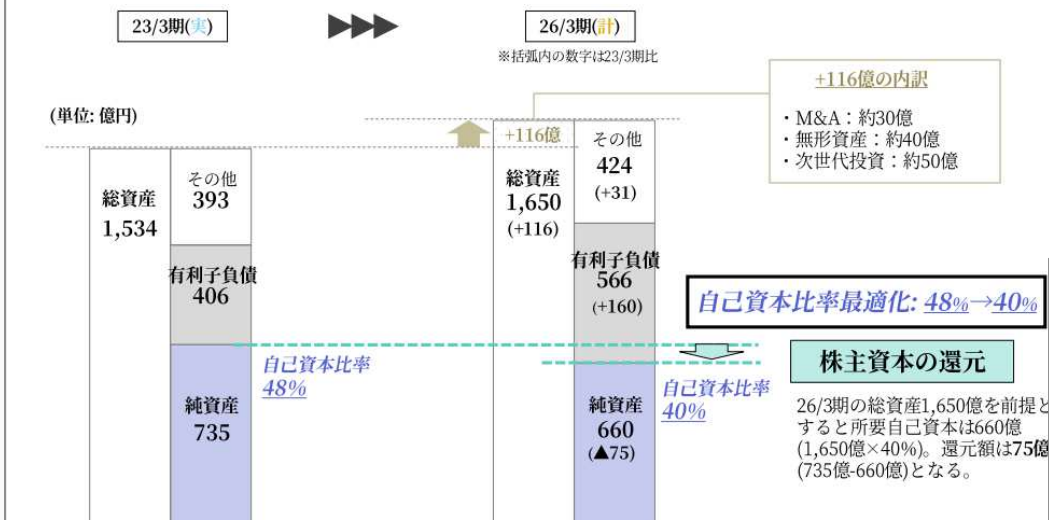 23/3期(実)
26/3期(計)
※括弧内の数字は23/3期比
(単位: 億円)
+116億の内訳
・M&A：約30億
・無形資産：約40億
・次世代投資：約50億
総資産
1,534
その他
393
有利子負債
406
純資産
735
自己資本比率
48%
+116億
総資産
1,650
(+116)
その他
424
(+31)
有利子負債
566
(+160)
純資産
660
(▲75)
自己資本比率
40%
自己資本比率最適化: 48%→40%
株主資本の還元
26/3期の総資産1,650億を前提と
すると所要自己資本は660億
(1,650億×40%)。還元額は75億
(735億-660億)となる。